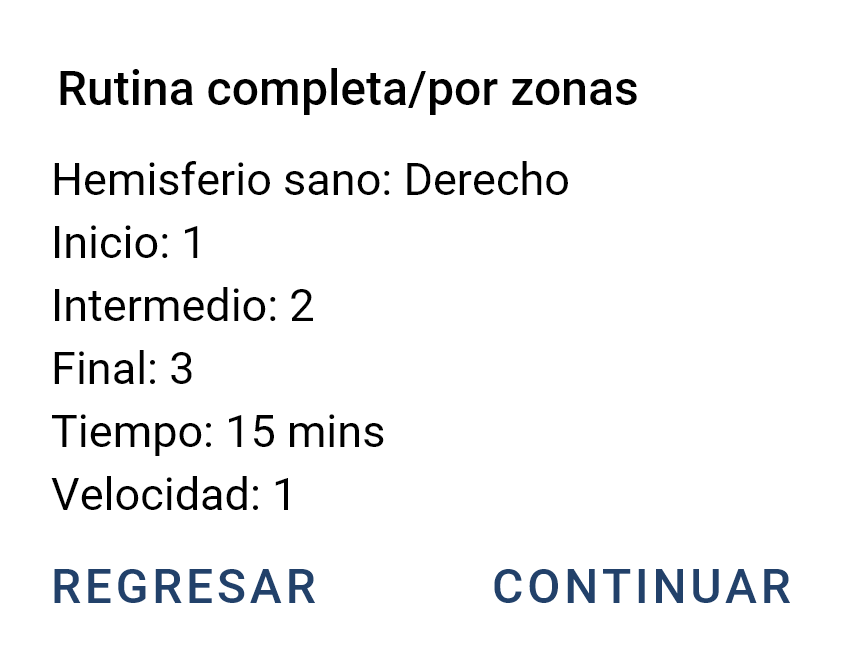 Rutina completa/por zonas
Hemisferio sano: Derecho
Inicio: 1
Intermedio: 2
Final: 3
Tiempo: 15 mins
Velocidad: 1
REGRESAR CONTINUAR